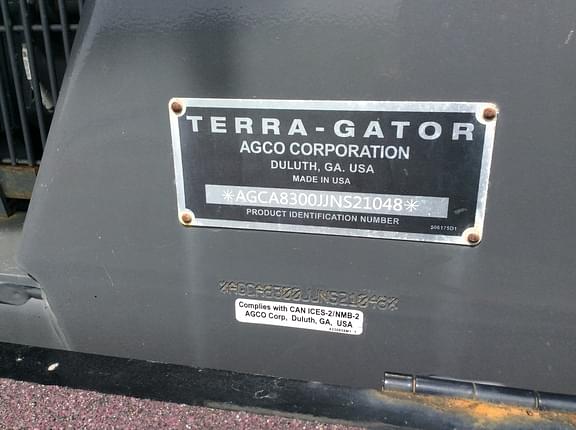 TERRA-GATOR
AGCO CORPORATION
DULUTH, GA. USA
MADE IN USA
*AGCA8300JJNS21048*
PRODUCT IDENTIFICATION NUMBER
*AGCA8300JJNS21048*
Complies with CAN ICES-2/NMB-2
AGCO Corp, Duluth, GA, USA